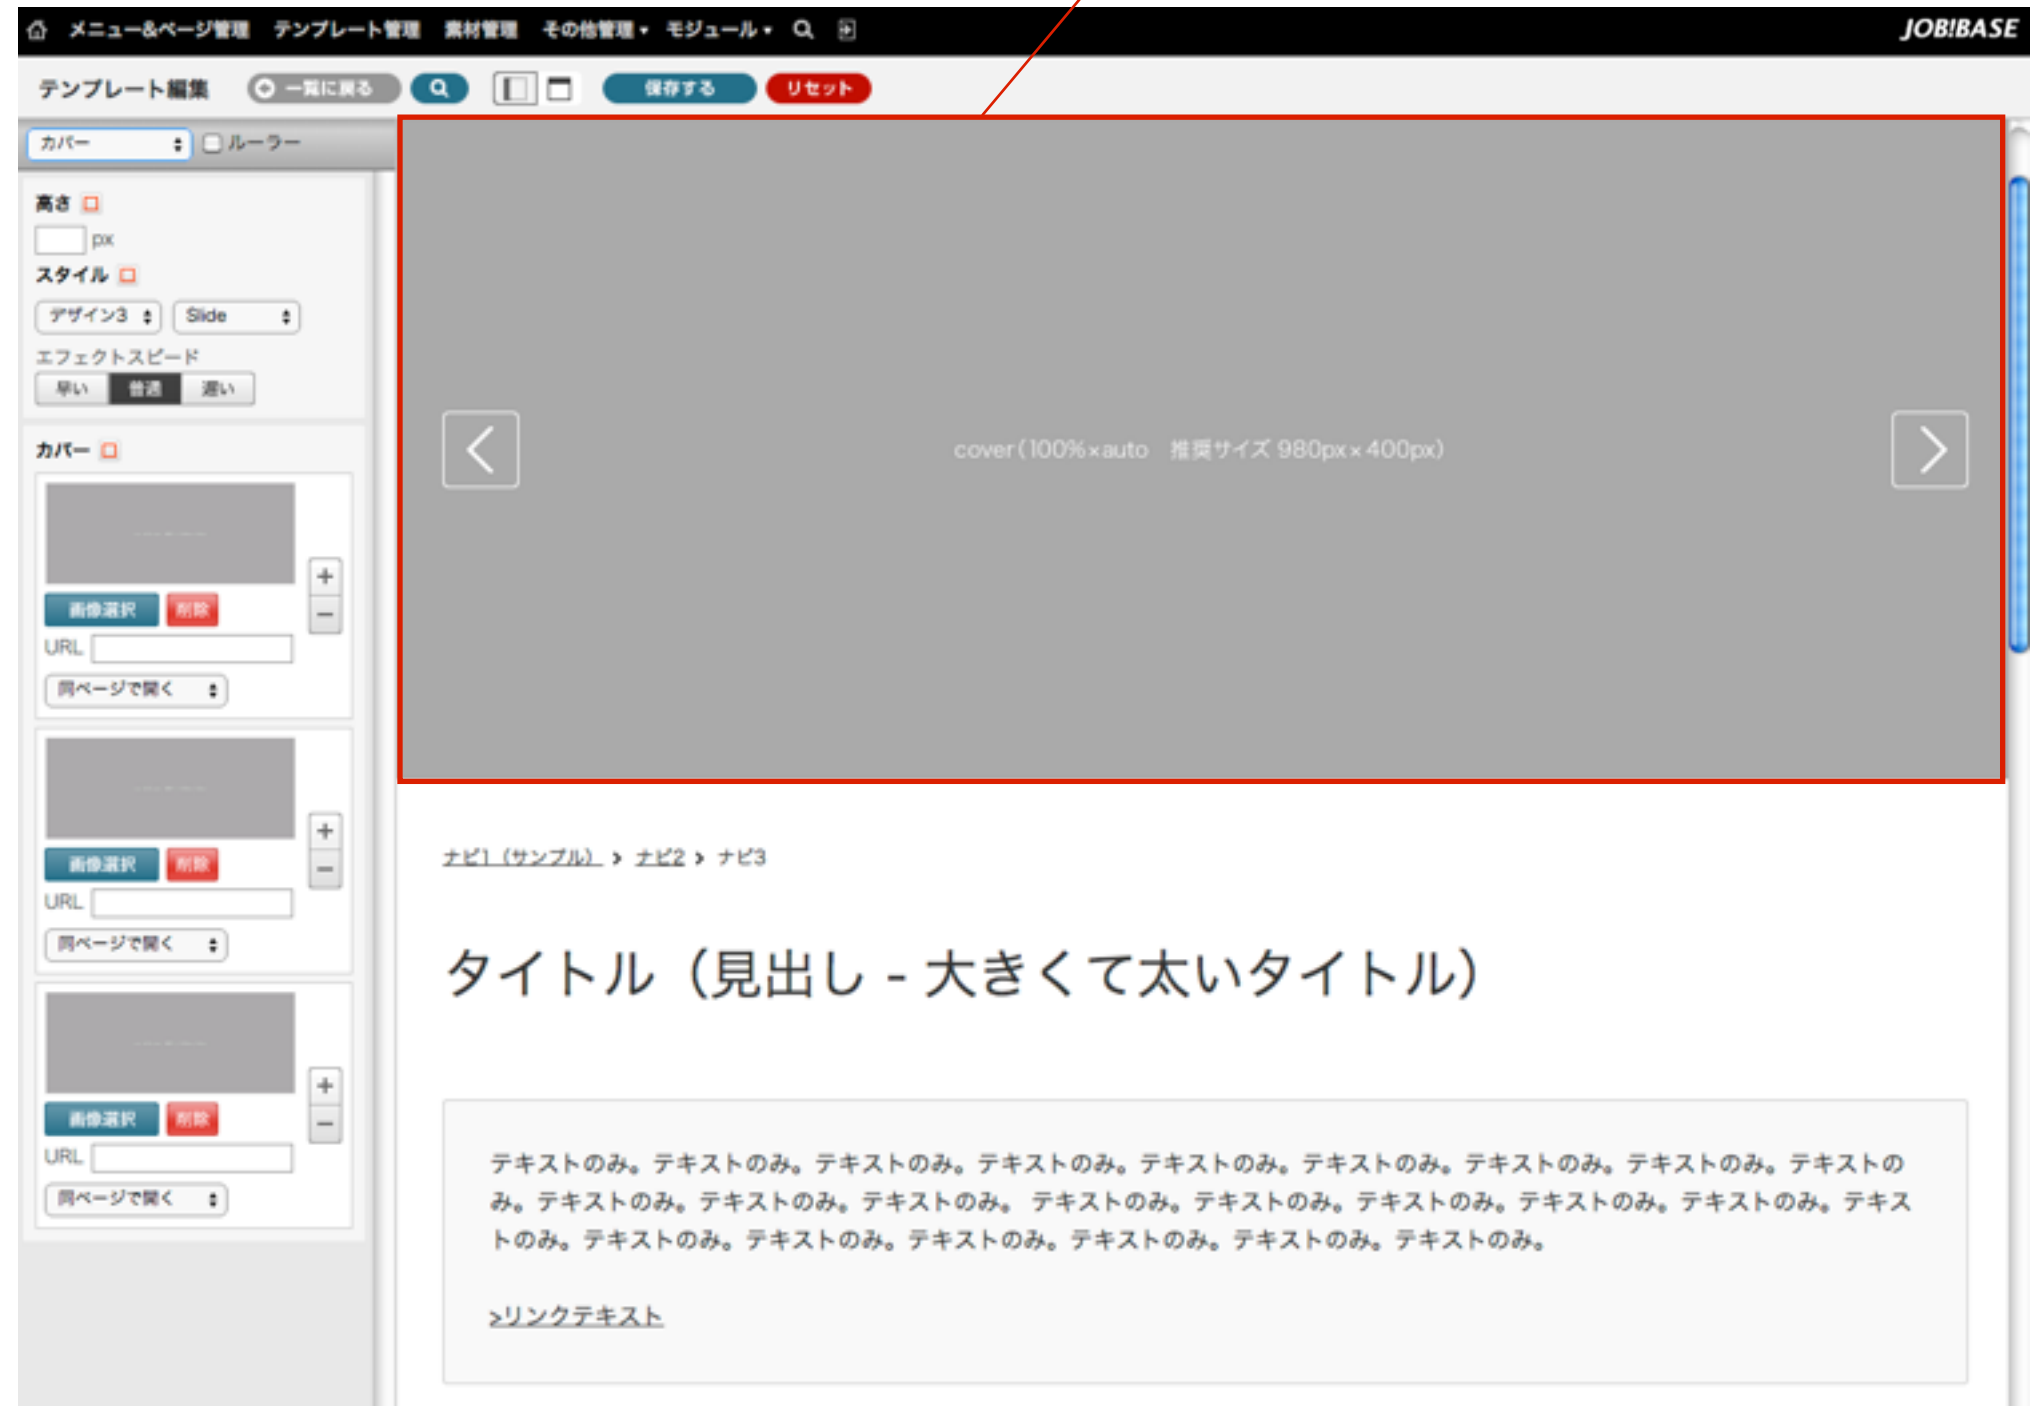 メニュー&ページ管理 テンプレート管理 素材管理 その他管理 モジュール JOB!BASE
テンプレート編集 一覧に戻る 保存する リセット
カバー ルーラー
高さ
px
スタイル
デザイン3 Slide
エフェクトスピード
早い 普通 遅い
カバー
画像選択 削除
URL
同ページで開く
画像選択 削除
URL
同ページで開く
画像選択 削除
URL
同ページで開く
cover(100%×auto 推奨サイズ 980px×400px)
ナビ1(サンプル) > ナビ2 > ナビ3
タイトル(見出し - 大きくて太いタイトル)
テキストのみ。テキストのみ。テキストのみ。テキストのみ。テキストのみ。テキストのみ。テキストのみ。テキストのみ。テキストの
み。テキストのみ。テキストのみ。テキストのみ。 テキストのみ。テキストのみ。テキストのみ。テキストのみ。テキストのみ。テキス
トのみ。テキストのみ。テキストのみ。テキストのみ。テキストのみ。テキストのみ。テキストのみ。
>リンクテキスト